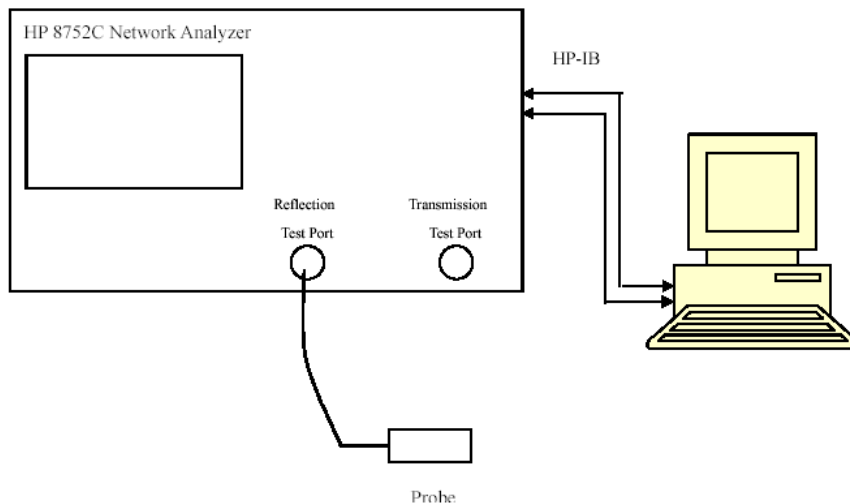 HP 8752C Network Analyzer
HP-IB
Reflection
Test Port
Transmission
Test Port
Probe